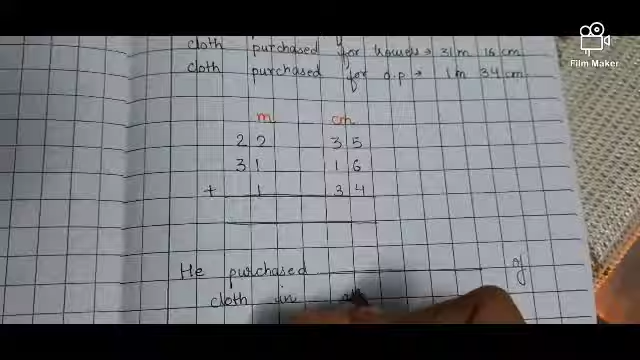 Film Maker
cloth purchased for trousers → 31 m 16 cm
cloth purchased for d.p → 1 m 34 cm
m cm
2 2 3 5
3 1 1 6
+ 1 3 4
He purchased ________ of
cloth in